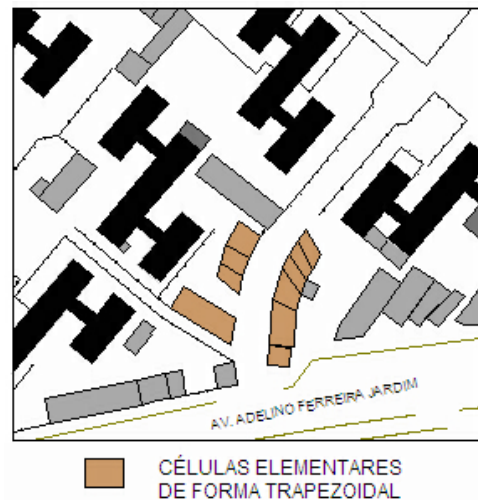 AV. ADELINO FERREIRA JARDIM
CÉLULAS ELEMENTARES
DE FORMA TRAPEZOIDAL